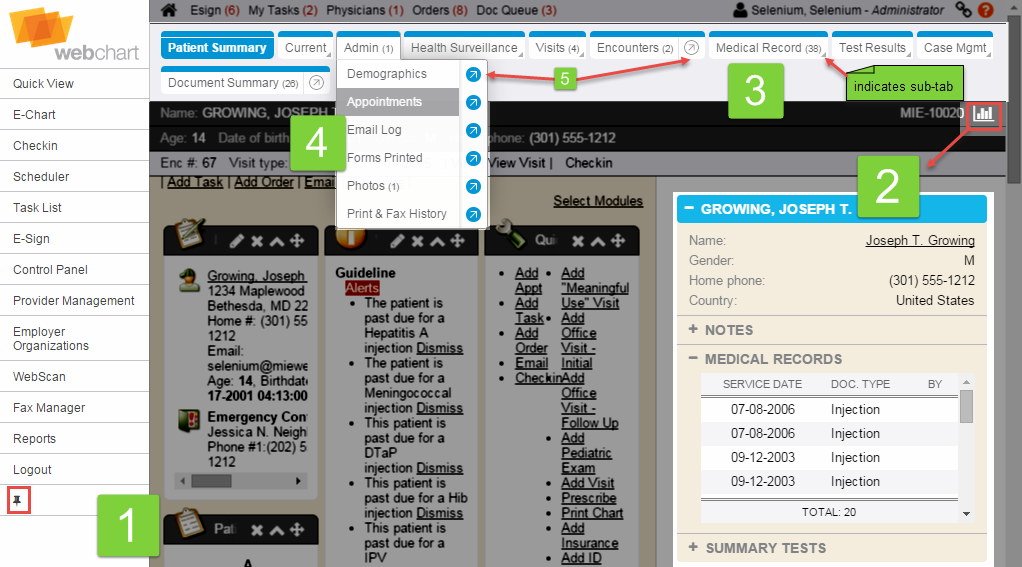 Esign (6) My Tasks (2) Physicians (1) Orders (8) Doc Queue (3) Selenium, Selenium - Administrator ?
webchart
Patient Summary Current Admin (1) Health Surveillance Visits (4) Encounters (2) Medical Record (38) Test Results Case Mgmt
Document Summary (26)
Quick View
E-Chart
Checkin
Scheduler
Task List
E-Sign
Control Panel
Provider Management
Employer
Organizations
WebScan
Fax Manager
Reports
Logout
1
Demographics
Appointments
Email Log
Forms Printed
Photos (1)
Print & Fax History
5
3
indicates sub-tab
4
2
Name: GROWING, JOSEPH T MIE-10020
Age: 14 Date of birth phone: (301) 555-1212
Enc #: 67 Visit type: View Visit | Checkin
| Add Task | Add Order | Emai
Select Modules
Growing, Joseph
1234 Maplewood
Bethesda, MD 22
Home #: (301) 55
1212
Email:
selenium@miewe
Age: 14, Birthdat
17-2001 04:13:00
Emergency Con
Jessica N. Neigh
Phone #1:(202) 5
1212
Pati
A
Guideline
Alerts
• The patient is
past due for a
Hepatitis A
injection Dismiss
• The patient is
past due for a
Meningococcal
injection Dismiss
• This patient is
past due for a
DTaP
injection Dismiss
• This patient is
past due for a Hib
injection Dismiss
• This patient is
past due for a
IPV
Qui
• Add
Appt
• Add
Task
• Add
Order
• Email
• Checkin
• Add
"Meaningful
Use" Visit
• Add
Office
Visit -
Initial
• Add
Office
Visit -
Follow Up
• Add
Pediatric
Exam
• Add Visit
• Prescribe
• Print Chart
• Add
Insurance
• Add ID
GROWING, JOSEPH T.
Name: Joseph T. Growing
Gender: M
Home phone: (301) 555-1212
Country: United States
+ NOTES
− MEDICAL RECORDS
SERVICE DATE DOC. TYPE BY
07-08-2006 Injection
07-08-2006 Injection
09-12-2003 Injection
09-12-2003 Injection
TOTAL: 20
+ SUMMARY TESTS